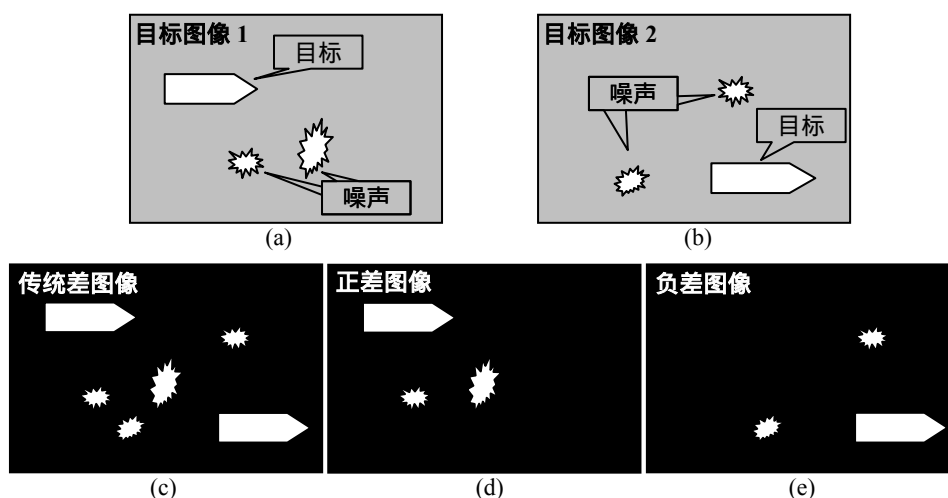 目标图像 1
目标
噪声
(a)
目标图像 2
噪声
目标
(b)
传统差图像
(c)
正差图像
(d)
负差图像
(e)